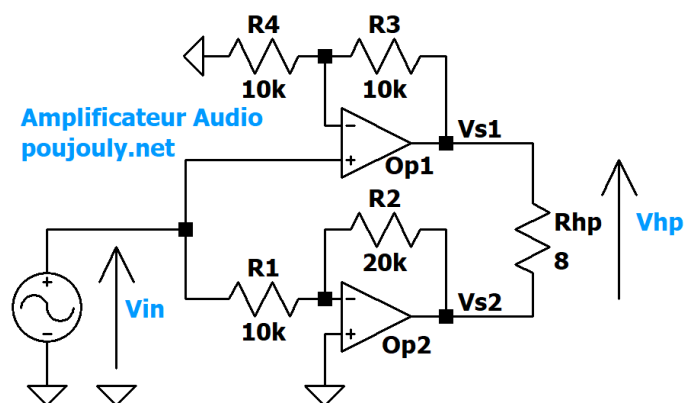 R4
R3
10k
10k
Amplificateur Audio
poujouly.net
Vs1
Op1
R2
Rhp
Vhp
R1
20k
8
Vin
Vs2
10k
Op2